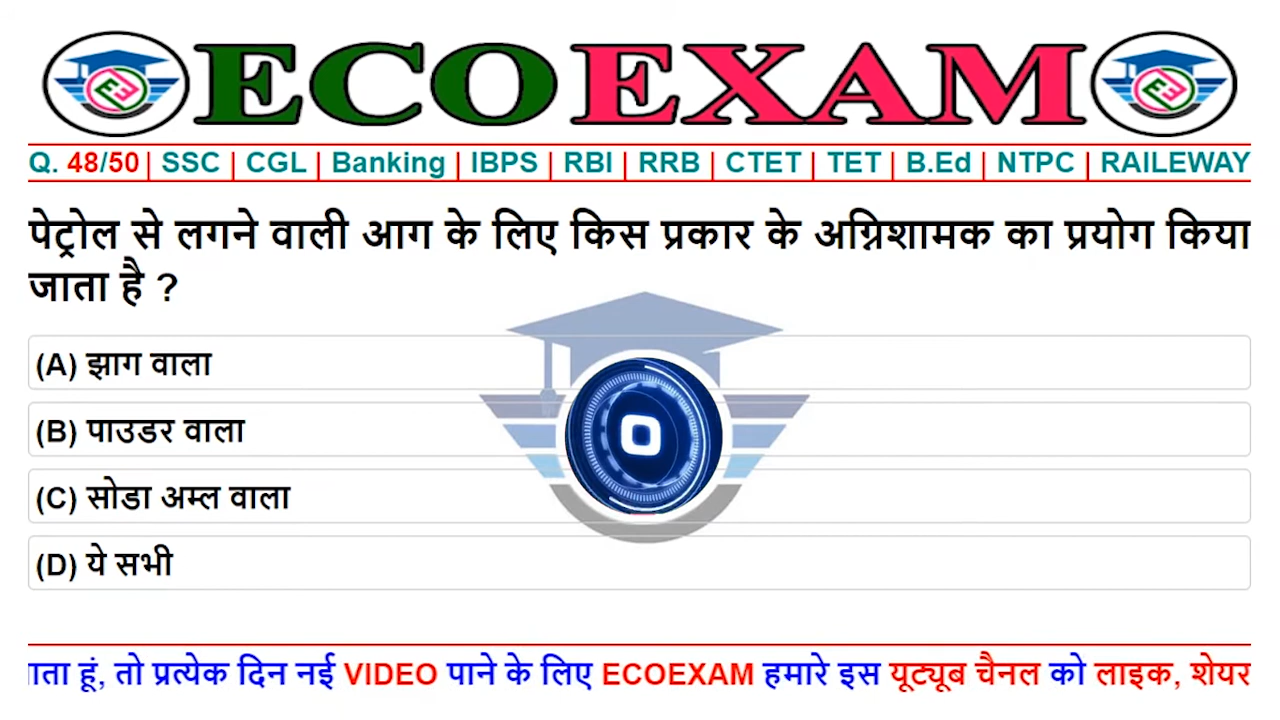 ECOEXAM
Q. 48/50| SSC | CGL | Banking | IBPS | RBI | RRB | CTET | TET | B.Ed | NTPC | RAILEWAY
पेट्रोल से लगने वाली आग के लिए किस प्रकार के अग्निशामक का प्रयोग किया
जाता है ?
(A) झाग वाला
(B) पाउडर वाला
(C) सोडा अम्ल वाला
(D) ये सभी
0
हूं, तो प्रत्येक दिन नई VIDEO पाने के लिए ECOEXAM हमारे इस यूट्यूब चैनल को लाइक, शेयर